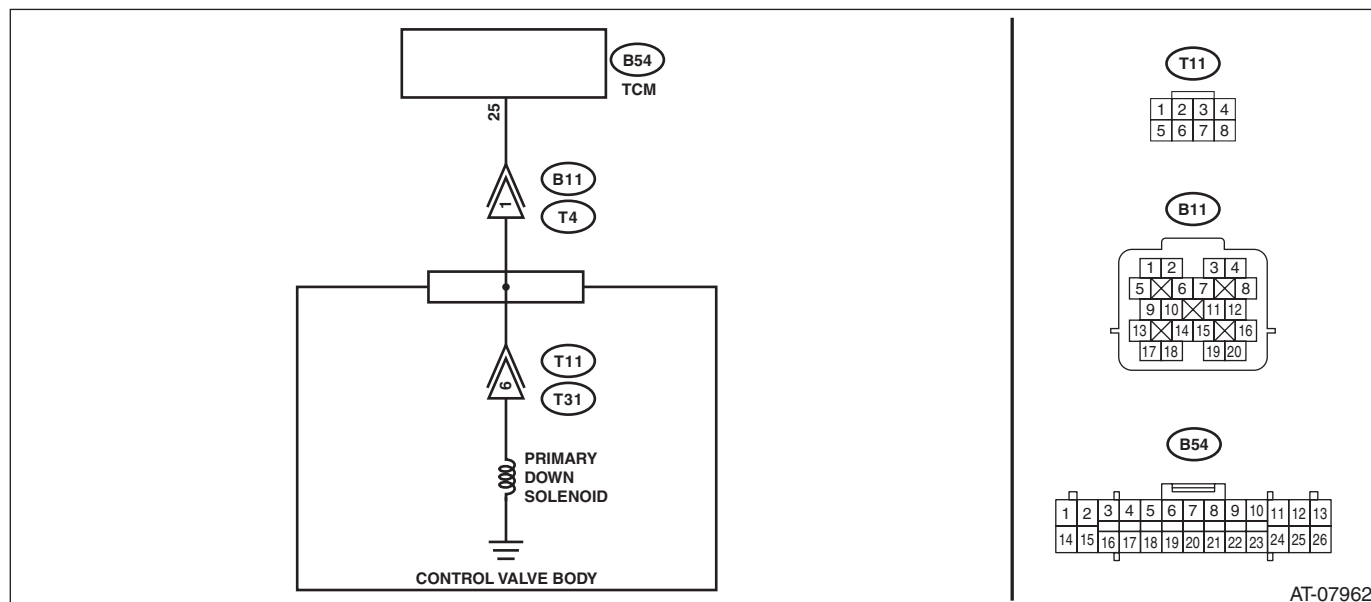 B54
TCM
25
B11
1
T4
T11
6
T31
PRIMARY
DOWN
SOLENOID
CONTROL VALVE BODY
T11
1 2 3 4
5 6 7 8
B11
1 2 3 4
5 6 7 8
9 10 11 12
13 14 15 16
17 18 19 20
B54
1 2 3 4 5 6 7 8 9 10 11 12 13
14 15 16 17 18 19 20 21 22 23 24 25 26
AT-07962